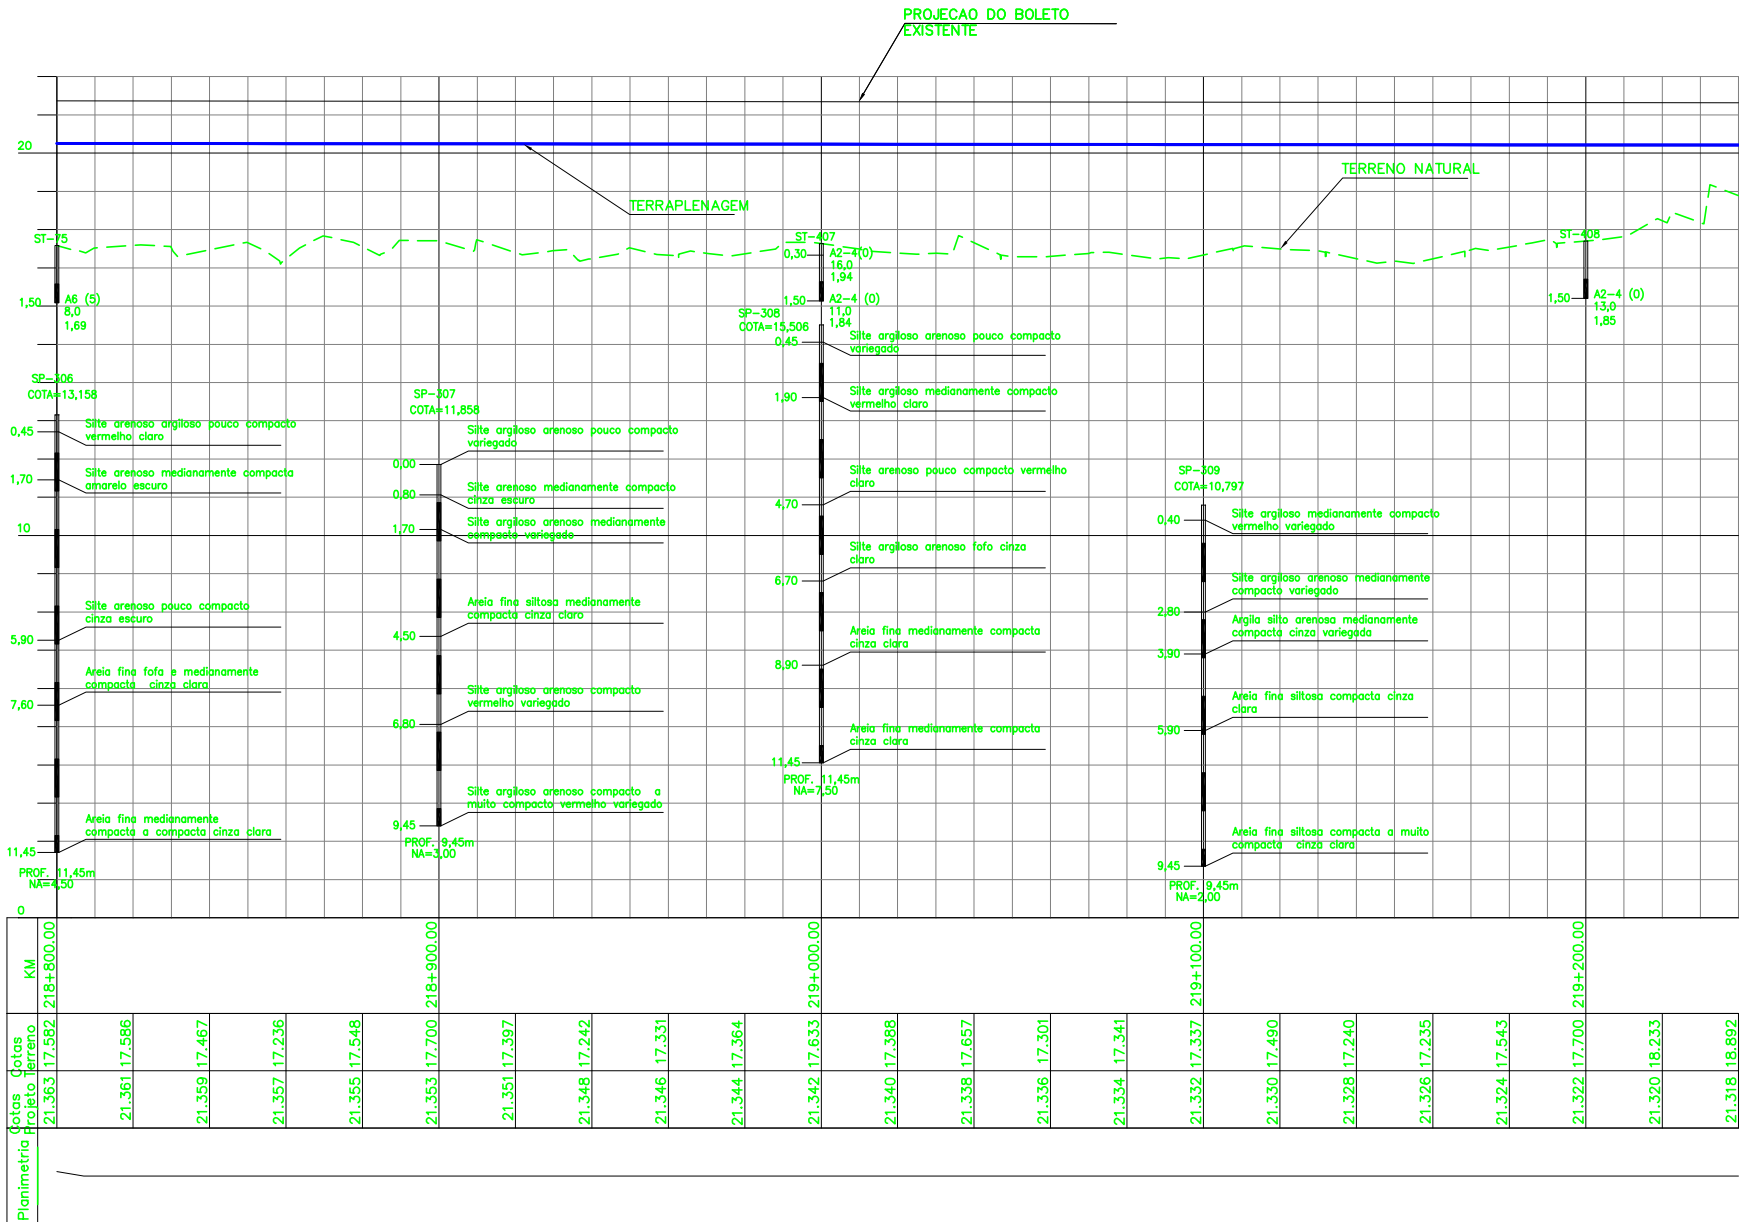 PROJECAO DO BOLETO
EXISTENTE
20
TERRENO NATURAL
TERRAPLENAGEM
ST-75
1,50
A6 (5)
8,0
1,69
ST-407
0,30
A2-4(0)
16,0
1,94
1,50
A2-4 (0)
11,0
1,84
ST-408
1,50
A2-4 (0)
13,0
1,85
SP-306
COTA=13,158
0,45
Silte arenoso argiloso pouco compacto
vermelho claro
1,70
Silte arenoso medianamente compacta
amarelo escuro
10
5,90
Silte arenoso pouco compacto
cinza escuro
7,60
Areia fina fofa e medianamente
compacta cinza clara
11,45
Areia fina medianamente
compacta a compacta cinza clara
PROF. 11,45m
NA=4,50
0
SP-307
COTA=11,858
0,00
Silte argiloso arenoso pouco compacto
variegado
0,80
Silte arenoso medianamente compacto
cinza escuro
1,70
Silte argiloso arenoso medianamente
compacto variegado
4,50
Areia fina siltosa medianamente
compacta cinza claro
6,80
Silte argiloso arenoso compacto
vermelho variegado
9,45
Silte argiloso arenoso compacto a
muito compacto vermelho variegado
PROF. 9,45m
NA=3,00
SP-308
COTA=15,506
0,45
Silte argiloso arenoso pouco compacto
variegado
1,90
Silte argiloso medianamente compacto
vermelho claro
4,70
Silte arenoso pouco compacto vermelho
claro
6,70
Silte argiloso arenoso fofo cinza
claro
8,90
Areia fina medianamente compacta
cinza clara
11,45
Areia fina medianamente compacta
cinza clara
PROF. 11,45m
NA=7,50
SP-309
COTA=10,797
0,40
Silte argiloso medianamente compacto
vermelho variegado
2,80
Silte argiloso arenoso medianamente
compacto variegado
3,90
Argila silto arenosa medianamente
compacta cinza variegada
5,90
Areia fina siltosa compacta cinza
clara
9,45
Areia fina siltosa compacta a muito
compacta cinza clara
PROF. 9,45m
NA=2,00
KM
218+800.00
218+900.00
219+000.00
219+100.00
219+200.00
Cotas
Terreno
17.582
17.586
17.467
17.236
17.548
17.700
17.397
17.242
17.331
17.364
17.633
17.388
17.657
17.301
17.341
17.337
17.490
17.240
17.235
17.543
17.700
18.233
18.892
Cotas
Projeto
21.363
21.361
21.359
21.357
21.355
21.353
21.351
21.348
21.346
21.344
21.342
21.340
21.338
21.336
21.334
21.332
21.330
21.328
21.326
21.324
21.322
21.320
21.318
Planimetria